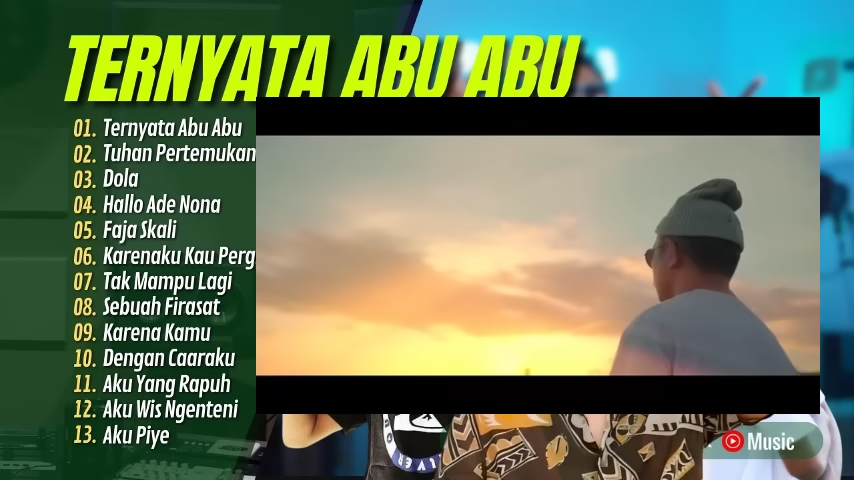 TERNYATA ABU ABU
01. Ternyata Abu Abu
02. Tuhan Pertemukan
03. Dola
04. Hallo Ade Nona
05. Faja Skali
06. Karenaku Kau Perg
07. Tak Mampu Lagi
08. Sebuah Firasat
09. Karena Kamu
10. Dengan Caaraku
11. Aku Yang Rapuh
12. Aku Wis Ngenteni
13. Aku Piye
Music